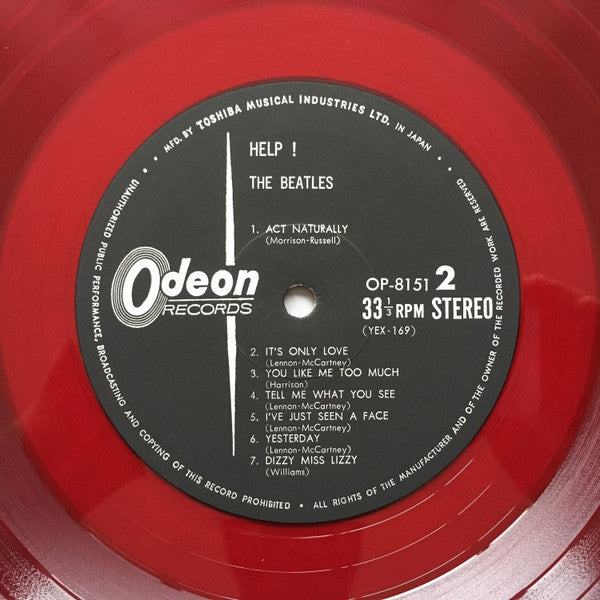 MFD. BY TOSHIBA MUSICAL INDUSTRIES LTD. IN JAPAN •
HELP !
THE BEATLES
1. ACT NATURALLY
(Morrison-Russell)
Odeon
RECORDS
OP-8151 2
33 1/3 RPM STEREO
(YEX-169)
2. IT'S ONLY LOVE
(Lennon-McCartney)
3. YOU LIKE ME TOO MUCH
(Harrison)
4. TELL ME WHAT YOU SEE
(Lennon-McCartney)
5. I'VE JUST SEEN A FACE
(Lennon-McCartney)
6. YESTERDAY
(Lennon-McCartney)
7. DIZZY MISS LIZZY
(Williams)
• ALL RIGHTS OF THE MANUFACTURER AND OF THE OWNER OF THE RECORDED WORK ARE RESERVED
• UNAUTHORIZED PUBLIC PERFORMANCE, BROADCASTING AND COPYING OF THIS RECORD PROHIBITED